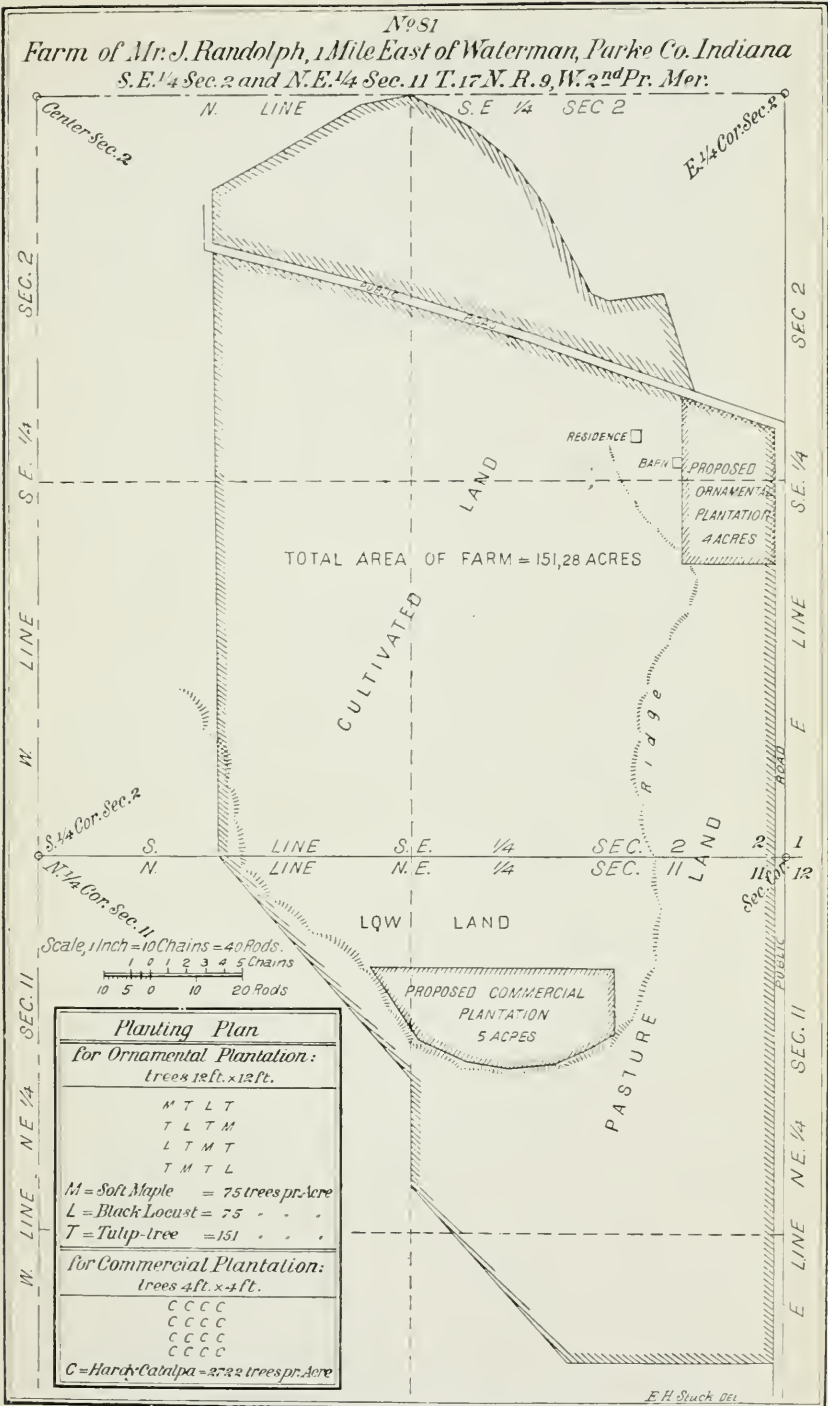 Nº 81
Farm of Mr. J. Randolph, 1 Mile East of Waterman, Parke Co. Indiana
S.E. ¼ Sec. 2 and N.E. ¼ Sec. 11 T. 17 N. R. 9, W. 2nd Pr. Mer.
N. LINE S.E ¼ SEC 2
Center Sec. 2
E. ¼ Cor. Sec. 2
W. LINE S.E. ¼ SEC. 2
E LINE S.E. ¼ SEC 2
PUBLIC ROAD
RESIDENCE
BARN
PROPOSED
ORNAMENTAL
PLANTATION
4 ACRES
CULTIVATED LAND
TOTAL AREA OF FARM = 151,28 ACRES
Ridge
PUBLIC ROAD
S. ¼ Cor. Sec. 2
S. LINE S.E. ¼ SEC. 2
2 1
N. LINE N.E. ¼ SEC. 11
11 12
N. ¼ Cor. Sec. 11
Sec. Cor.
LOW LAND
PASTURE LAND
PROPOSED COMMERCIAL
PLANTATION
5 ACRES
Scale, 1 Inch = 10 Chains = 40 Rods.
1 0 1 2 3 4 5 Chains
10 5 0 10 20 Rods
W. LINE NE ¼ SEC. 11
E LINE N.E. ¼ SEC. 11
Planting Plan
for Ornamental Plantation:
trees 12 ft. × 12 ft.
M T L T
T L T M
L T M T
T M T L
M = Soft Maple = 75 trees pr. Acre
L = Black Locust = 75 " " "
T = Tulip-tree = 151 " " "
for Commercial Plantation:
trees 4 ft. × 4 ft.
C C C C
C C C C
C C C C
C C C C
C = Hardy Catalpa = 2722 trees pr. Acre
E H Stuck DEL